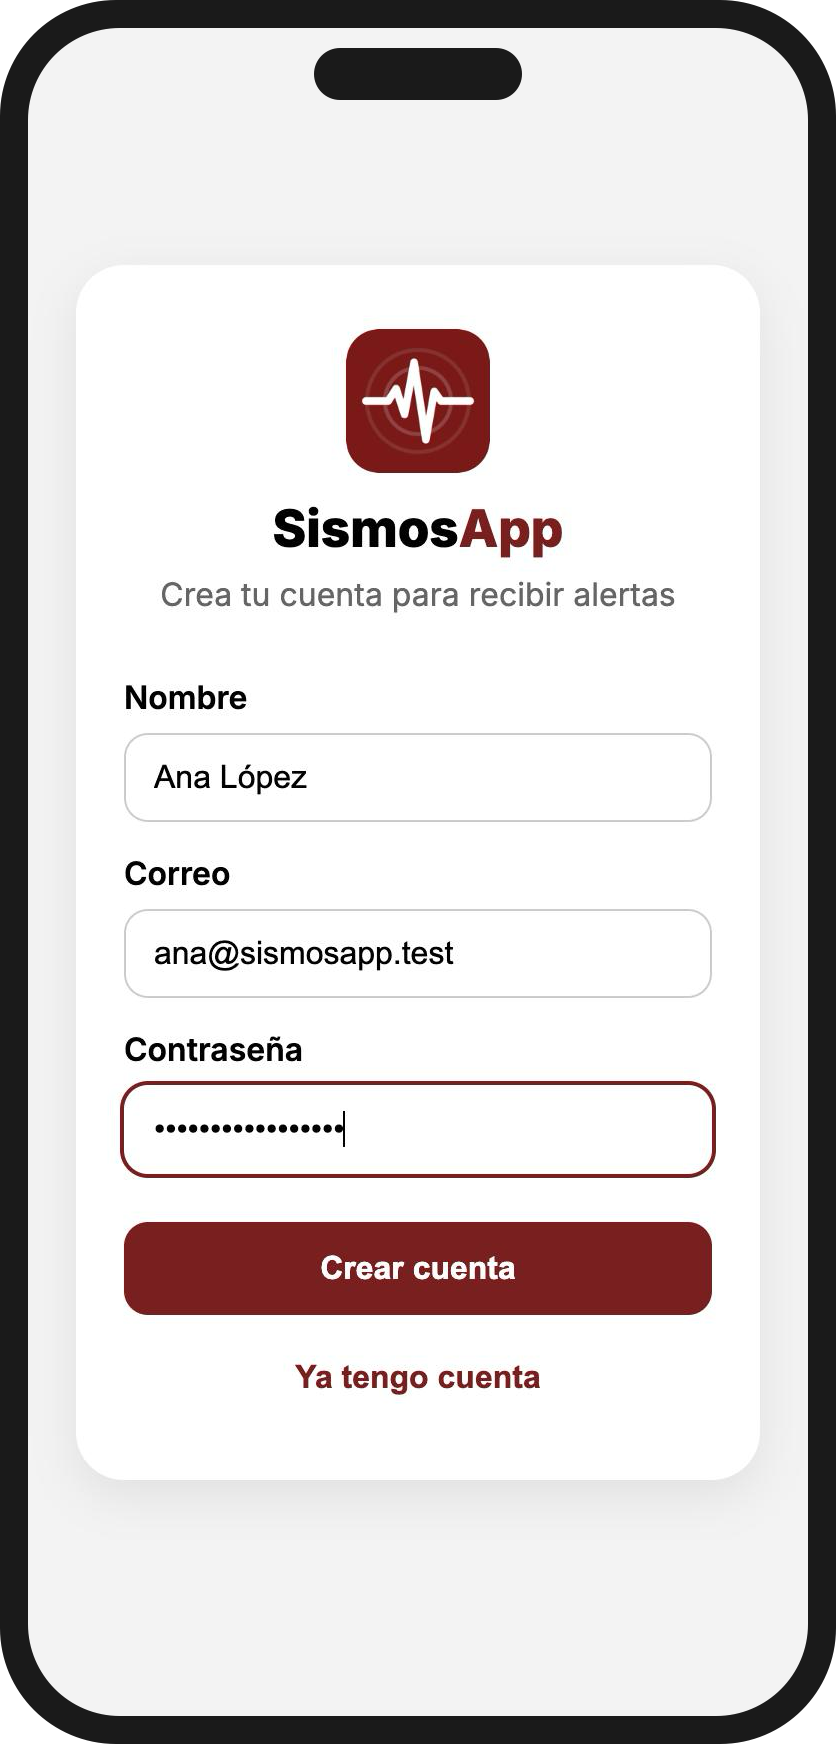 SismosApp
Crea tu cuenta para recibir alertas
Nombre
Ana López
Correo
ana@sismosapp.test
Contraseña
•••••••••••••••••
Crear cuenta
Ya tengo cuenta